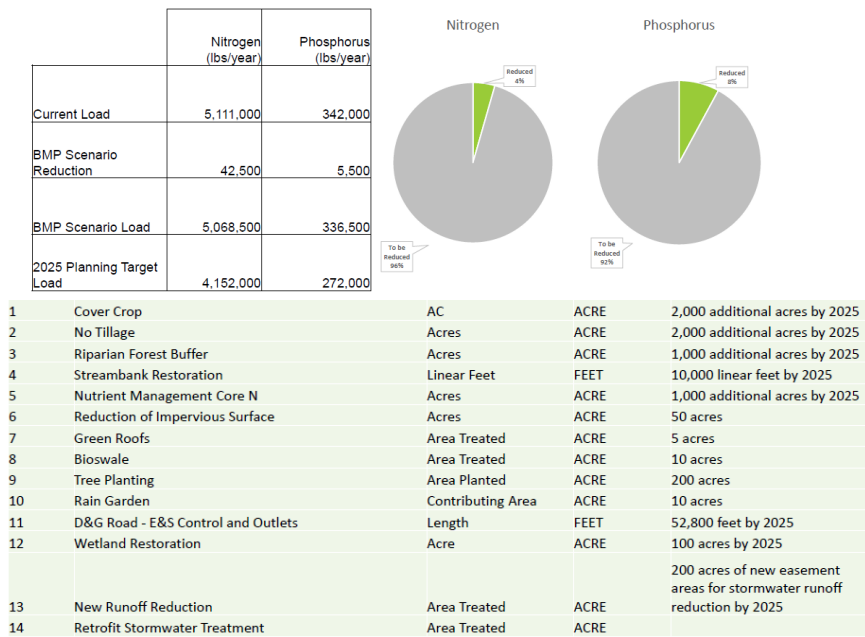 Nitrogen (lbs/year) Phosphorus (lbs/year)
Current Load 5,111,000 342,000
BMP Scenario Reduction 42,500 5,500
BMP Scenario Load 5,068,500 336,500
2025 Planning Target Load 4,152,000 272,000
Nitrogen
Reduced
4%
To be
Reduced
96%
Phosphorus
Reduced
8%
To be
Reduced
92%
1 Cover Crop AC ACRE 2,000 additional acres by 2025
2 No Tillage Acres ACRE 2,000 additional acres by 2025
3 Riparian Forest Buffer Acres ACRE 1,000 additional acres by 2025
4 Streambank Restoration Linear Feet FEET 10,000 linear feet by 2025
5 Nutrient Management Core N Acres ACRE 1,000 additional acres by 2025
6 Reduction of Impervious Surface Acres ACRE 50 acres
7 Green Roofs Area Treated ACRE 5 acres
8 Bioswale Area Treated ACRE 10 acres
9 Tree Planting Area Planted ACRE 200 acres
10 Rain Garden Contributing Area ACRE 10 acres
11 D&G Road - E&S Control and Outlets Length FEET 52,800 feet by 2025
12 Wetland Restoration Acre ACRE 100 acres by 2025
200 acres of new easement
areas for stormwater runoff
13 New Runoff Reduction Area Treated ACRE reduction by 2025
14 Retrofit Stormwater Treatment Area Treated ACRE